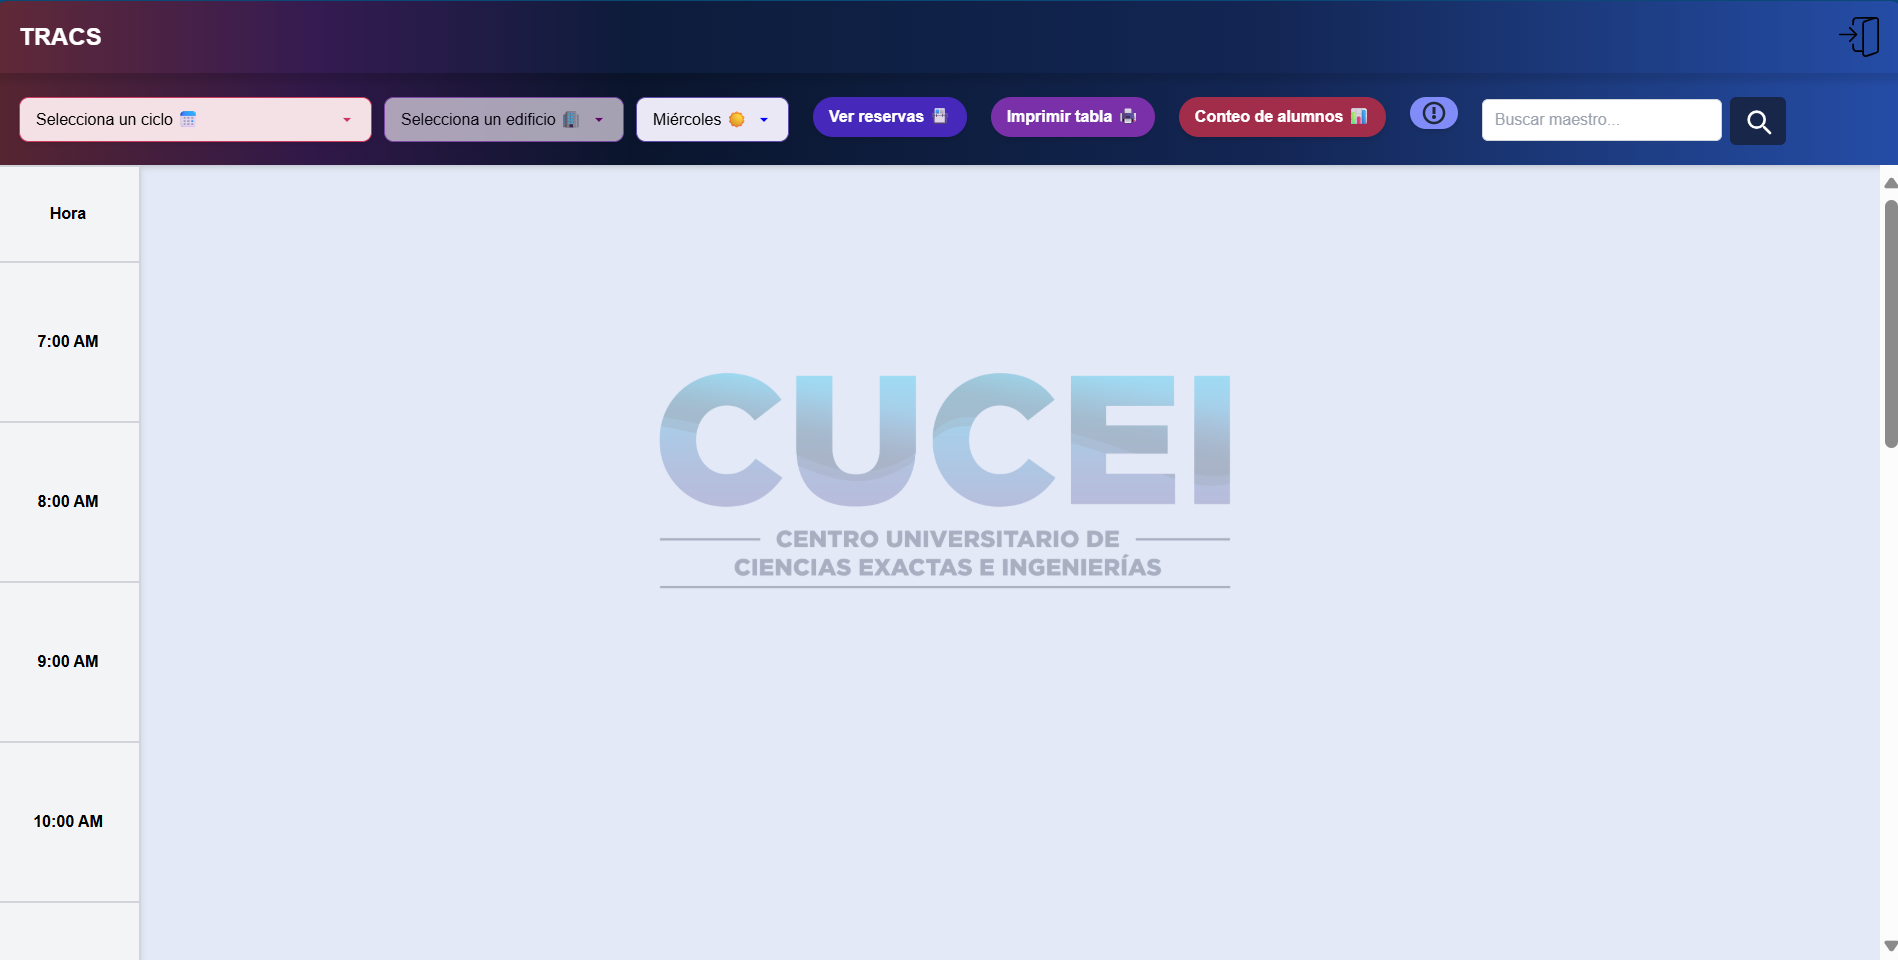 TRACS
Selecciona un ciclo
Selecciona un edificio
Miércoles
Ver reservas
Imprimir tabla
Conteo de alumnos
Buscar maestro...
Hora
7:00 AM
8:00 AM
9:00 AM
10:00 AM
CUCEI
CENTRO UNIVERSITARIO DE
CIENCIAS EXACTAS E INGENIERÍAS